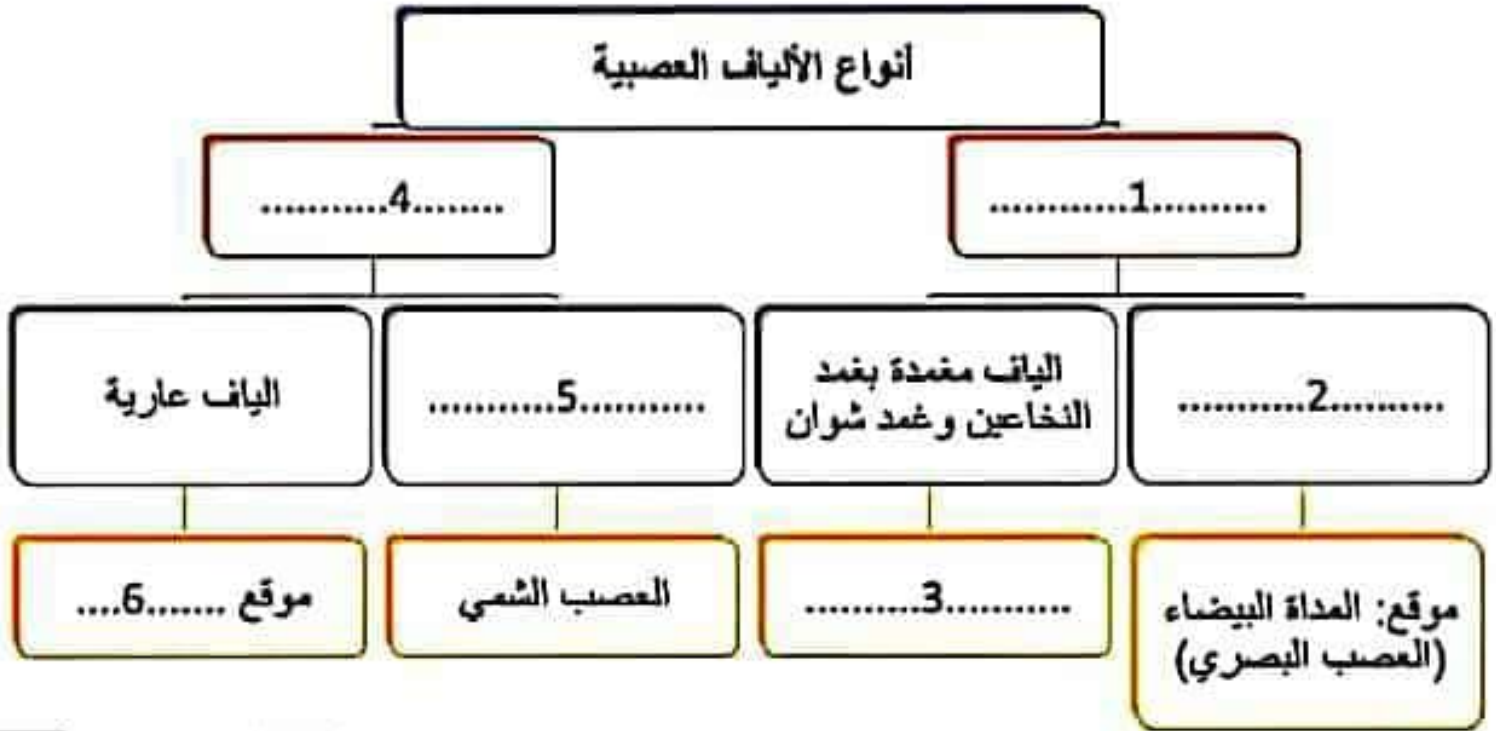 أنواع الألياف العصبية
............1..........
...........4........
...........2..........
الياف مغمدة بغمد
النخاعين وغمد شوان
...........5...........
الياف عارية
موقع: المداة البيضاء
(العصب البصري)
..........3...........
العصب الشمي
موقع .......6....